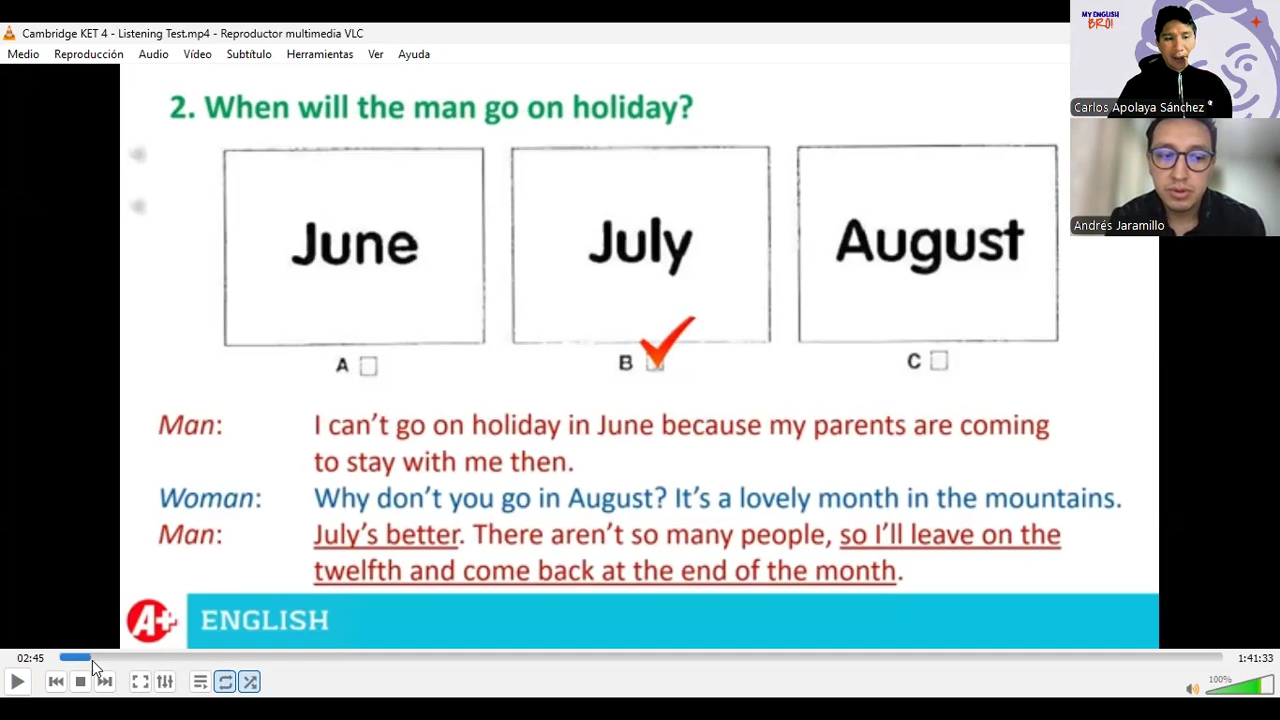 Cambridge KET 4 - Listening Test.mp4 - Reproductor multimedia VLC
Medio Reproducción Audio Vídeo Subtítulo Herramientas Ver Ayuda
MY ENGLISH
BRO!
Carlos Apolaya Sánchez
Andrés Jaramillo
2. When will the man go on holiday?
June July August
A B C
Man: I can't go on holiday in June because my parents are coming
to stay with me then.
Woman: Why don't you go in August? It's a lovely month in the mountains.
Man: July's better. There aren't so many people, so I'll leave on the
twelfth and come back at the end of the month.
A+ ENGLISH
02:45 1:41:33
100%